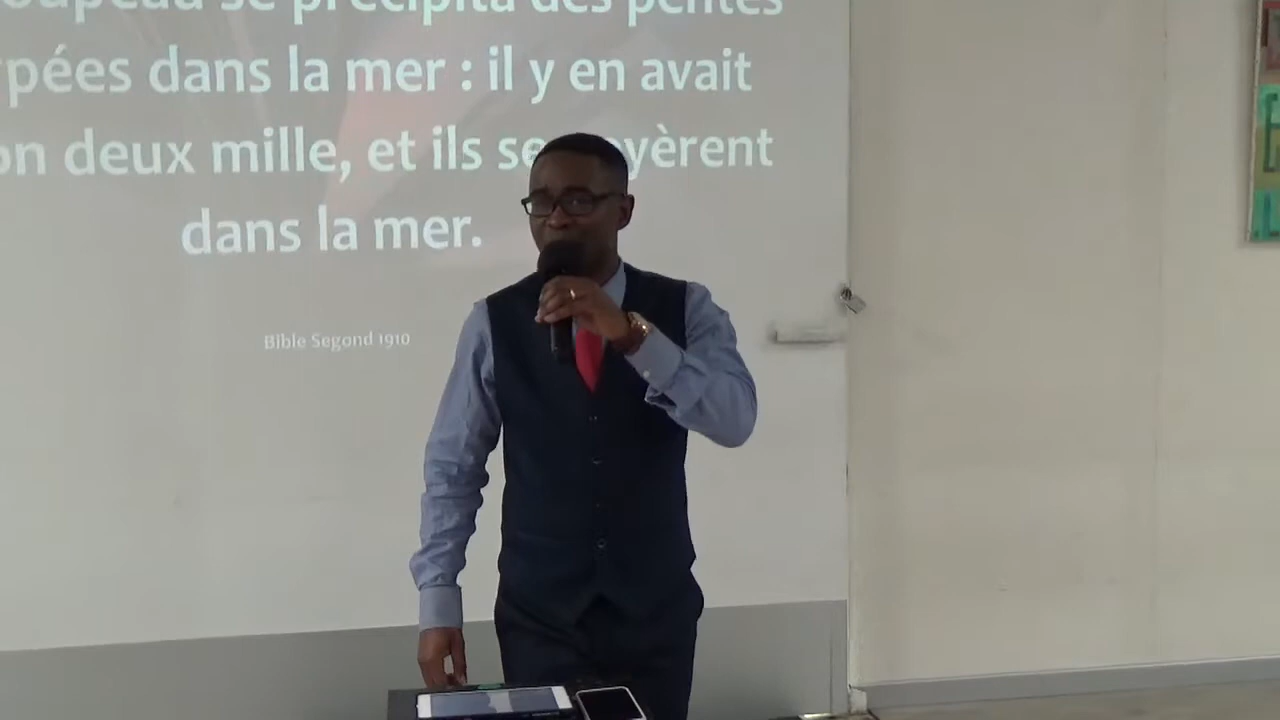 se précipita des pentes
dans la mer : il y en avait
deux mille, et ils se
dans la mer.
Bible Segond 1910